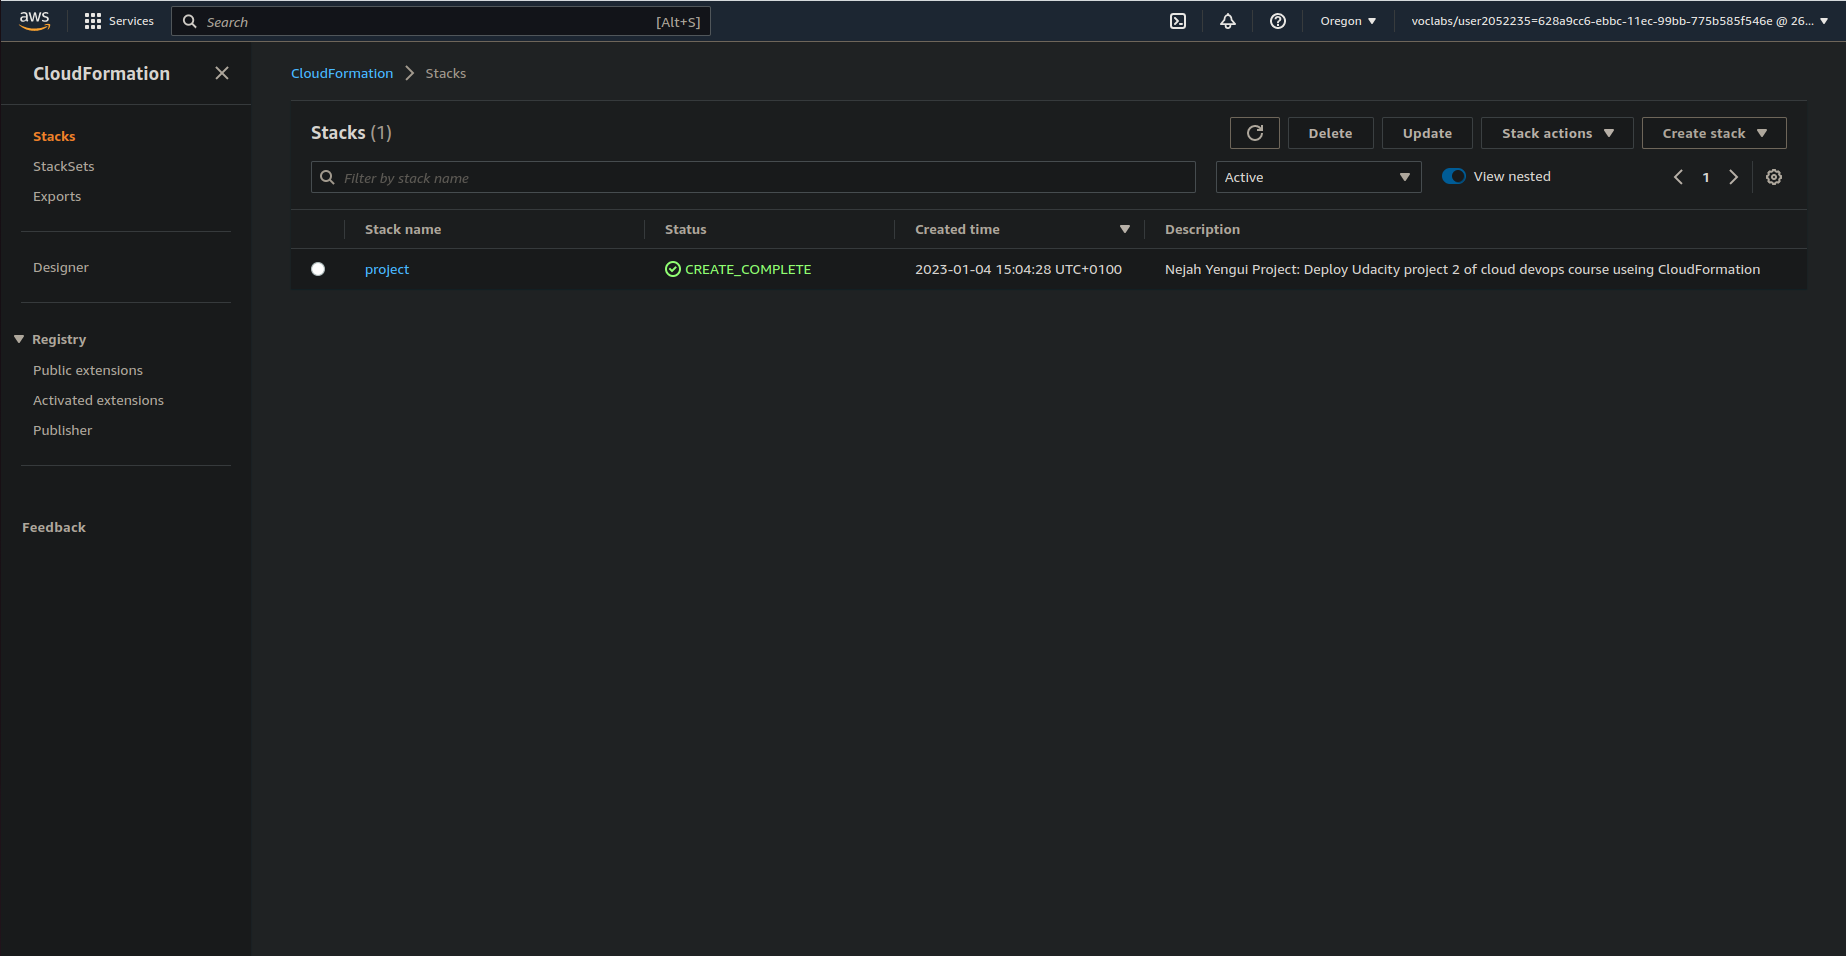 aws
Services
Search
[Alt+S]
Oregon
voclabs/user2052235=628a9cc6-ebbc-11ec-99bb-775b585f546e @ 26...
CloudFormation
Stacks
StackSets
Exports
Designer
Registry
Public extensions
Activated extensions
Publisher
Feedback
CloudFormation
Stacks
Stacks (1)
Delete
Update
Stack actions
Create stack
Filter by stack name
Active
View nested
1
Stack name
Status
Created time
Description
project
CREATE_COMPLETE
2023-01-04 15:04:28 UTC+0100
Nejah Yengui Project: Deploy Udacity project 2 of cloud devops course useing CloudFormation